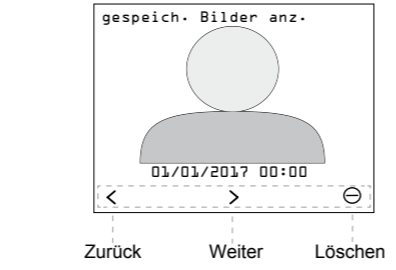 gespeich. Bilder anz.
01/01/2017 00:00
< > ⊖
Zurück Weiter Löschen